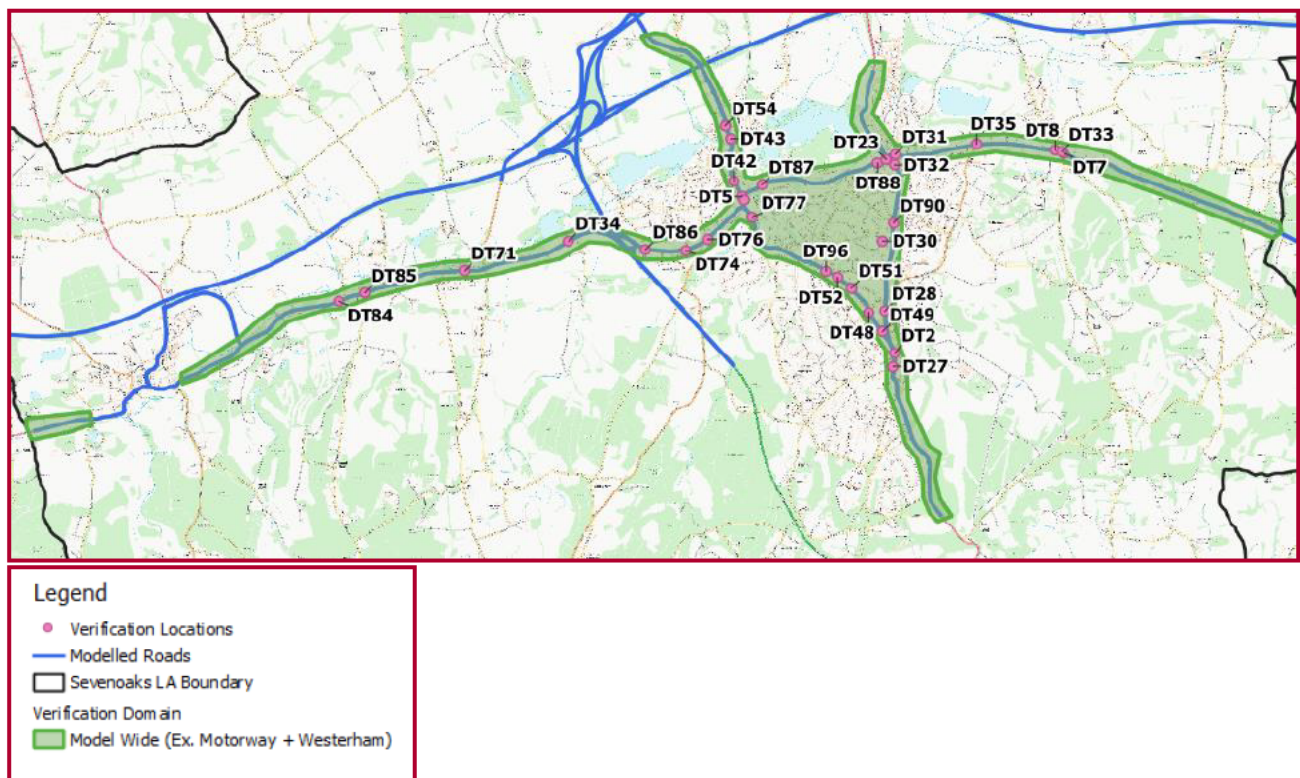 DT54
DT43
DT42
DT5
DT87
DT77
DT23
DT31
DT35
DT8
DT33
DT32
DT7
DT88
DT90
DT30
DT34
DT86
DT76
DT74
DT71
DT85
DT84
DT96
DT51
DT52
DT28
DT49
DT48
DT2
DT27
Legend
Verification Locations
Modelled Roads
Sevenoaks LA Boundary
Verification Domain
Model Wide (Ex. Motorway + Westerham)